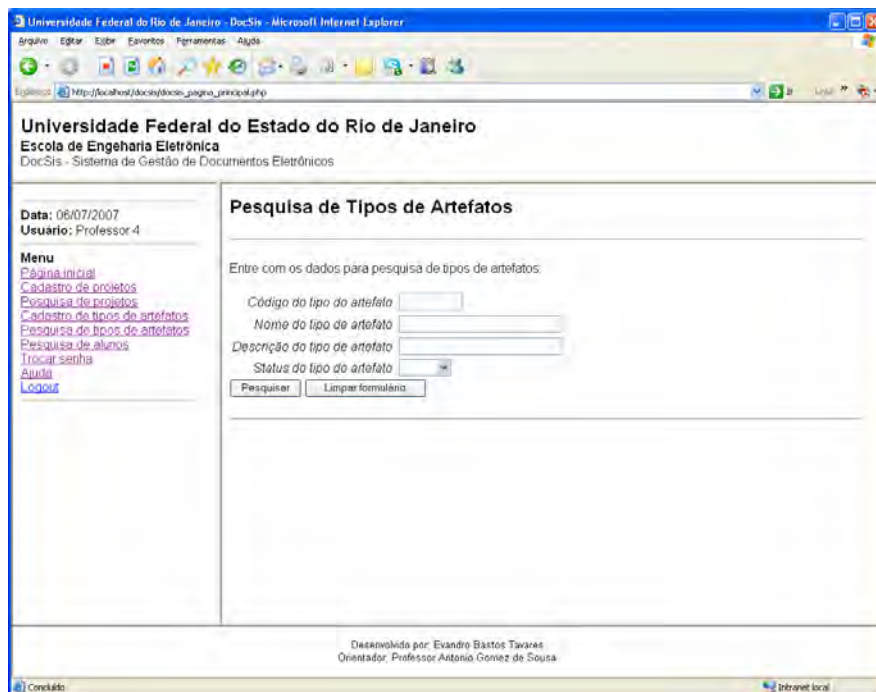 Universidade Federal do Rio de Janeiro - DocSis - Microsoft Internet Explorer
Arquivo Editar Exibir Favoritos Ferramentas Ajuda
Endereço http://localhost/docsis/docsis_pagina_principal.php
Universidade Federal do Estado do Rio de Janeiro
Escola de Engeharia Eletrônica
DocSis - Sistema de Gestão de Documentos Eletrônicos
Data: 06/07/2007
Usuário: Professor 4
Menu
Página inicial
Cadastro de projetos
Pesquisa de projetos
Cadastro de tipos de artefatos
Pesquisa de tipos de artefatos
Pesquisa de alunos
Trocar senha
Ajuda
Logout
Pesquisa de Tipos de Artefatos
Entre com os dados para pesquisa de tipos de artefatos:
Código do tipo do artefato
Nome do tipo de artefato
Descrição do tipo de artefato
Status do tipo do artefato
Pesquisar Limpar formulário
Desenvolvido por: Evandro Bastos Tavares
Orientador: Professor Antonio Gomez de Sousa
Concluído
Intranet local